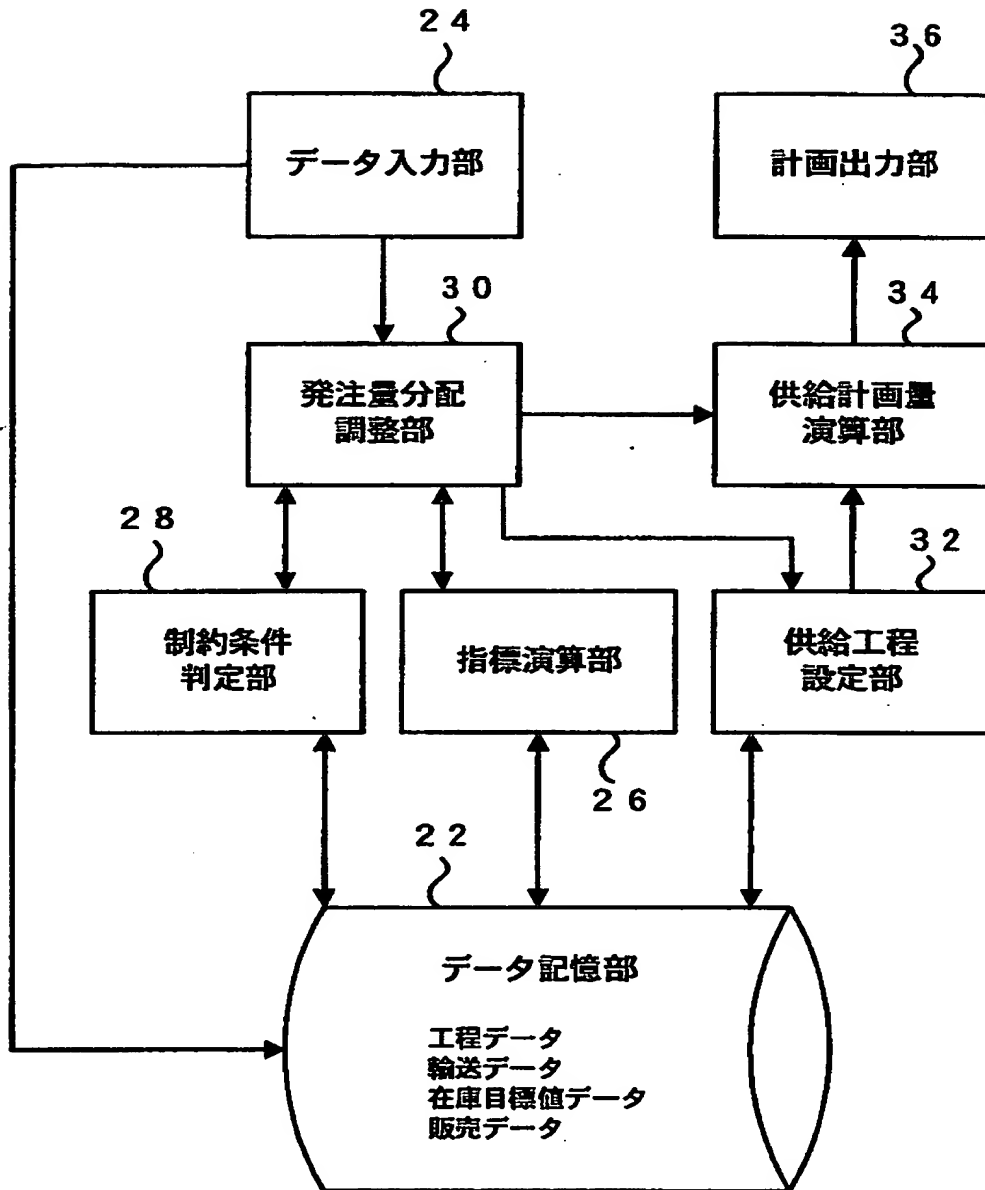 24
36
データ入力部
計画出力部
30
34
発注量分配
調整部
供給計画量
演算部
28
32
制約条件
判定部
指標演算部
供給工程
設定部
26
22
データ記憶部
工程データ
輸送データ
在庫目標値データ
販売データ